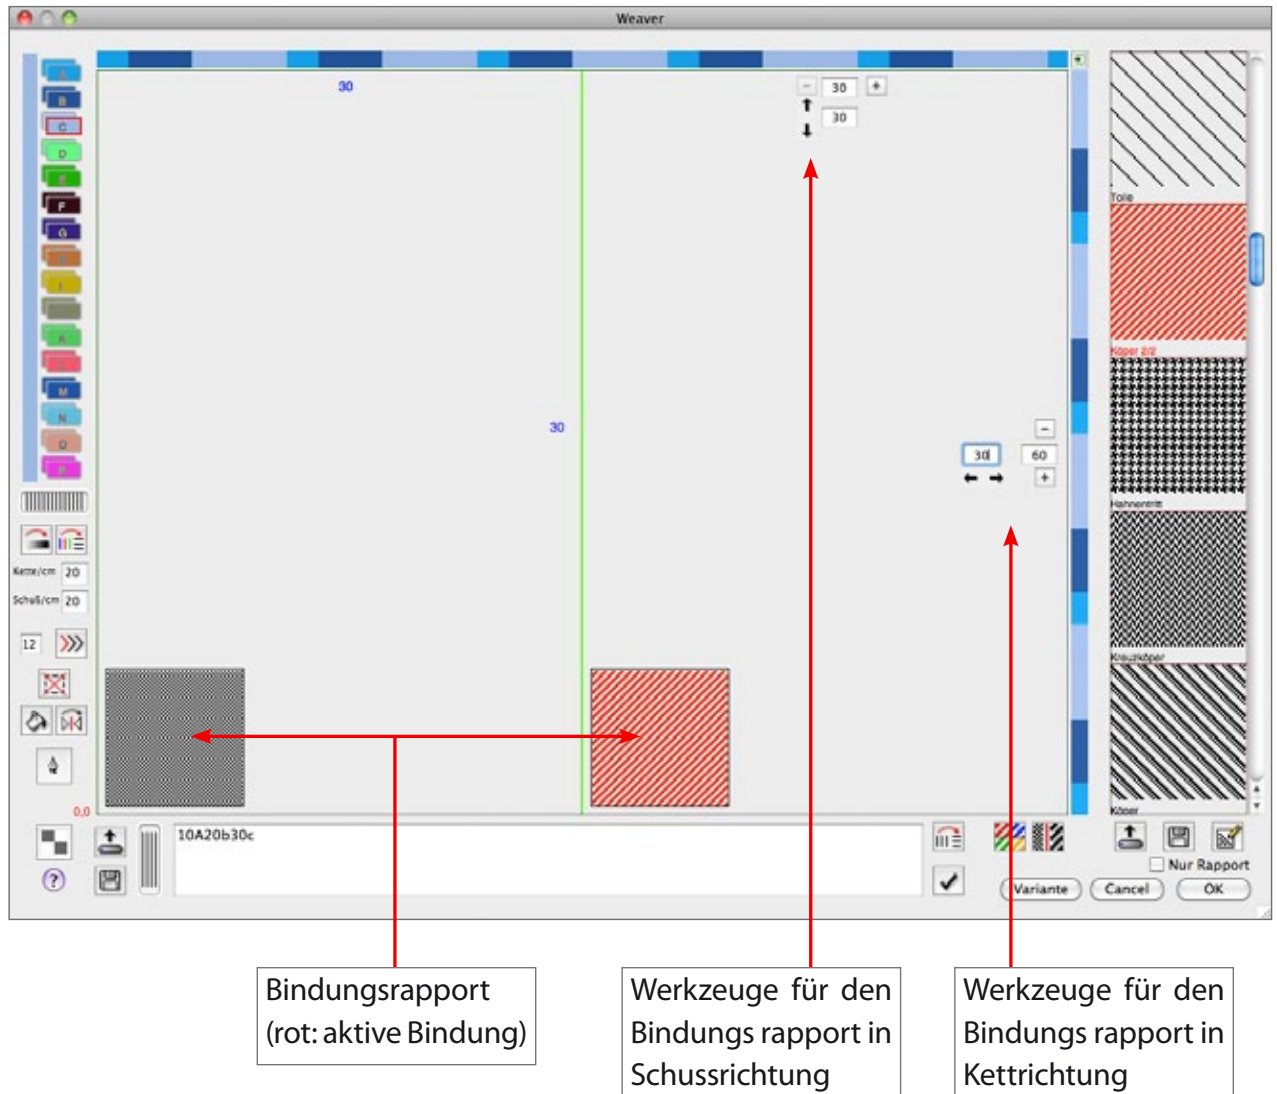 Weaver
A
B
C
D
E
F
G
I
K
M
N
O
30
30
30
30
30
60
Tolle
Köper 2/2
Hahnentritt
Kreuzköper
Köper
Kette/cm 20
Schuß/cm 20
12
0,0
10A20b30c
Nur Rapport
Variante
Cancel
OK
Bindungsrapport
(rot: aktive Bindung)
Werkzeuge für den
Bindungs rapport in
Schussrichtung
Werkzeuge für den
Bindungs rapport in
Kettrichtung